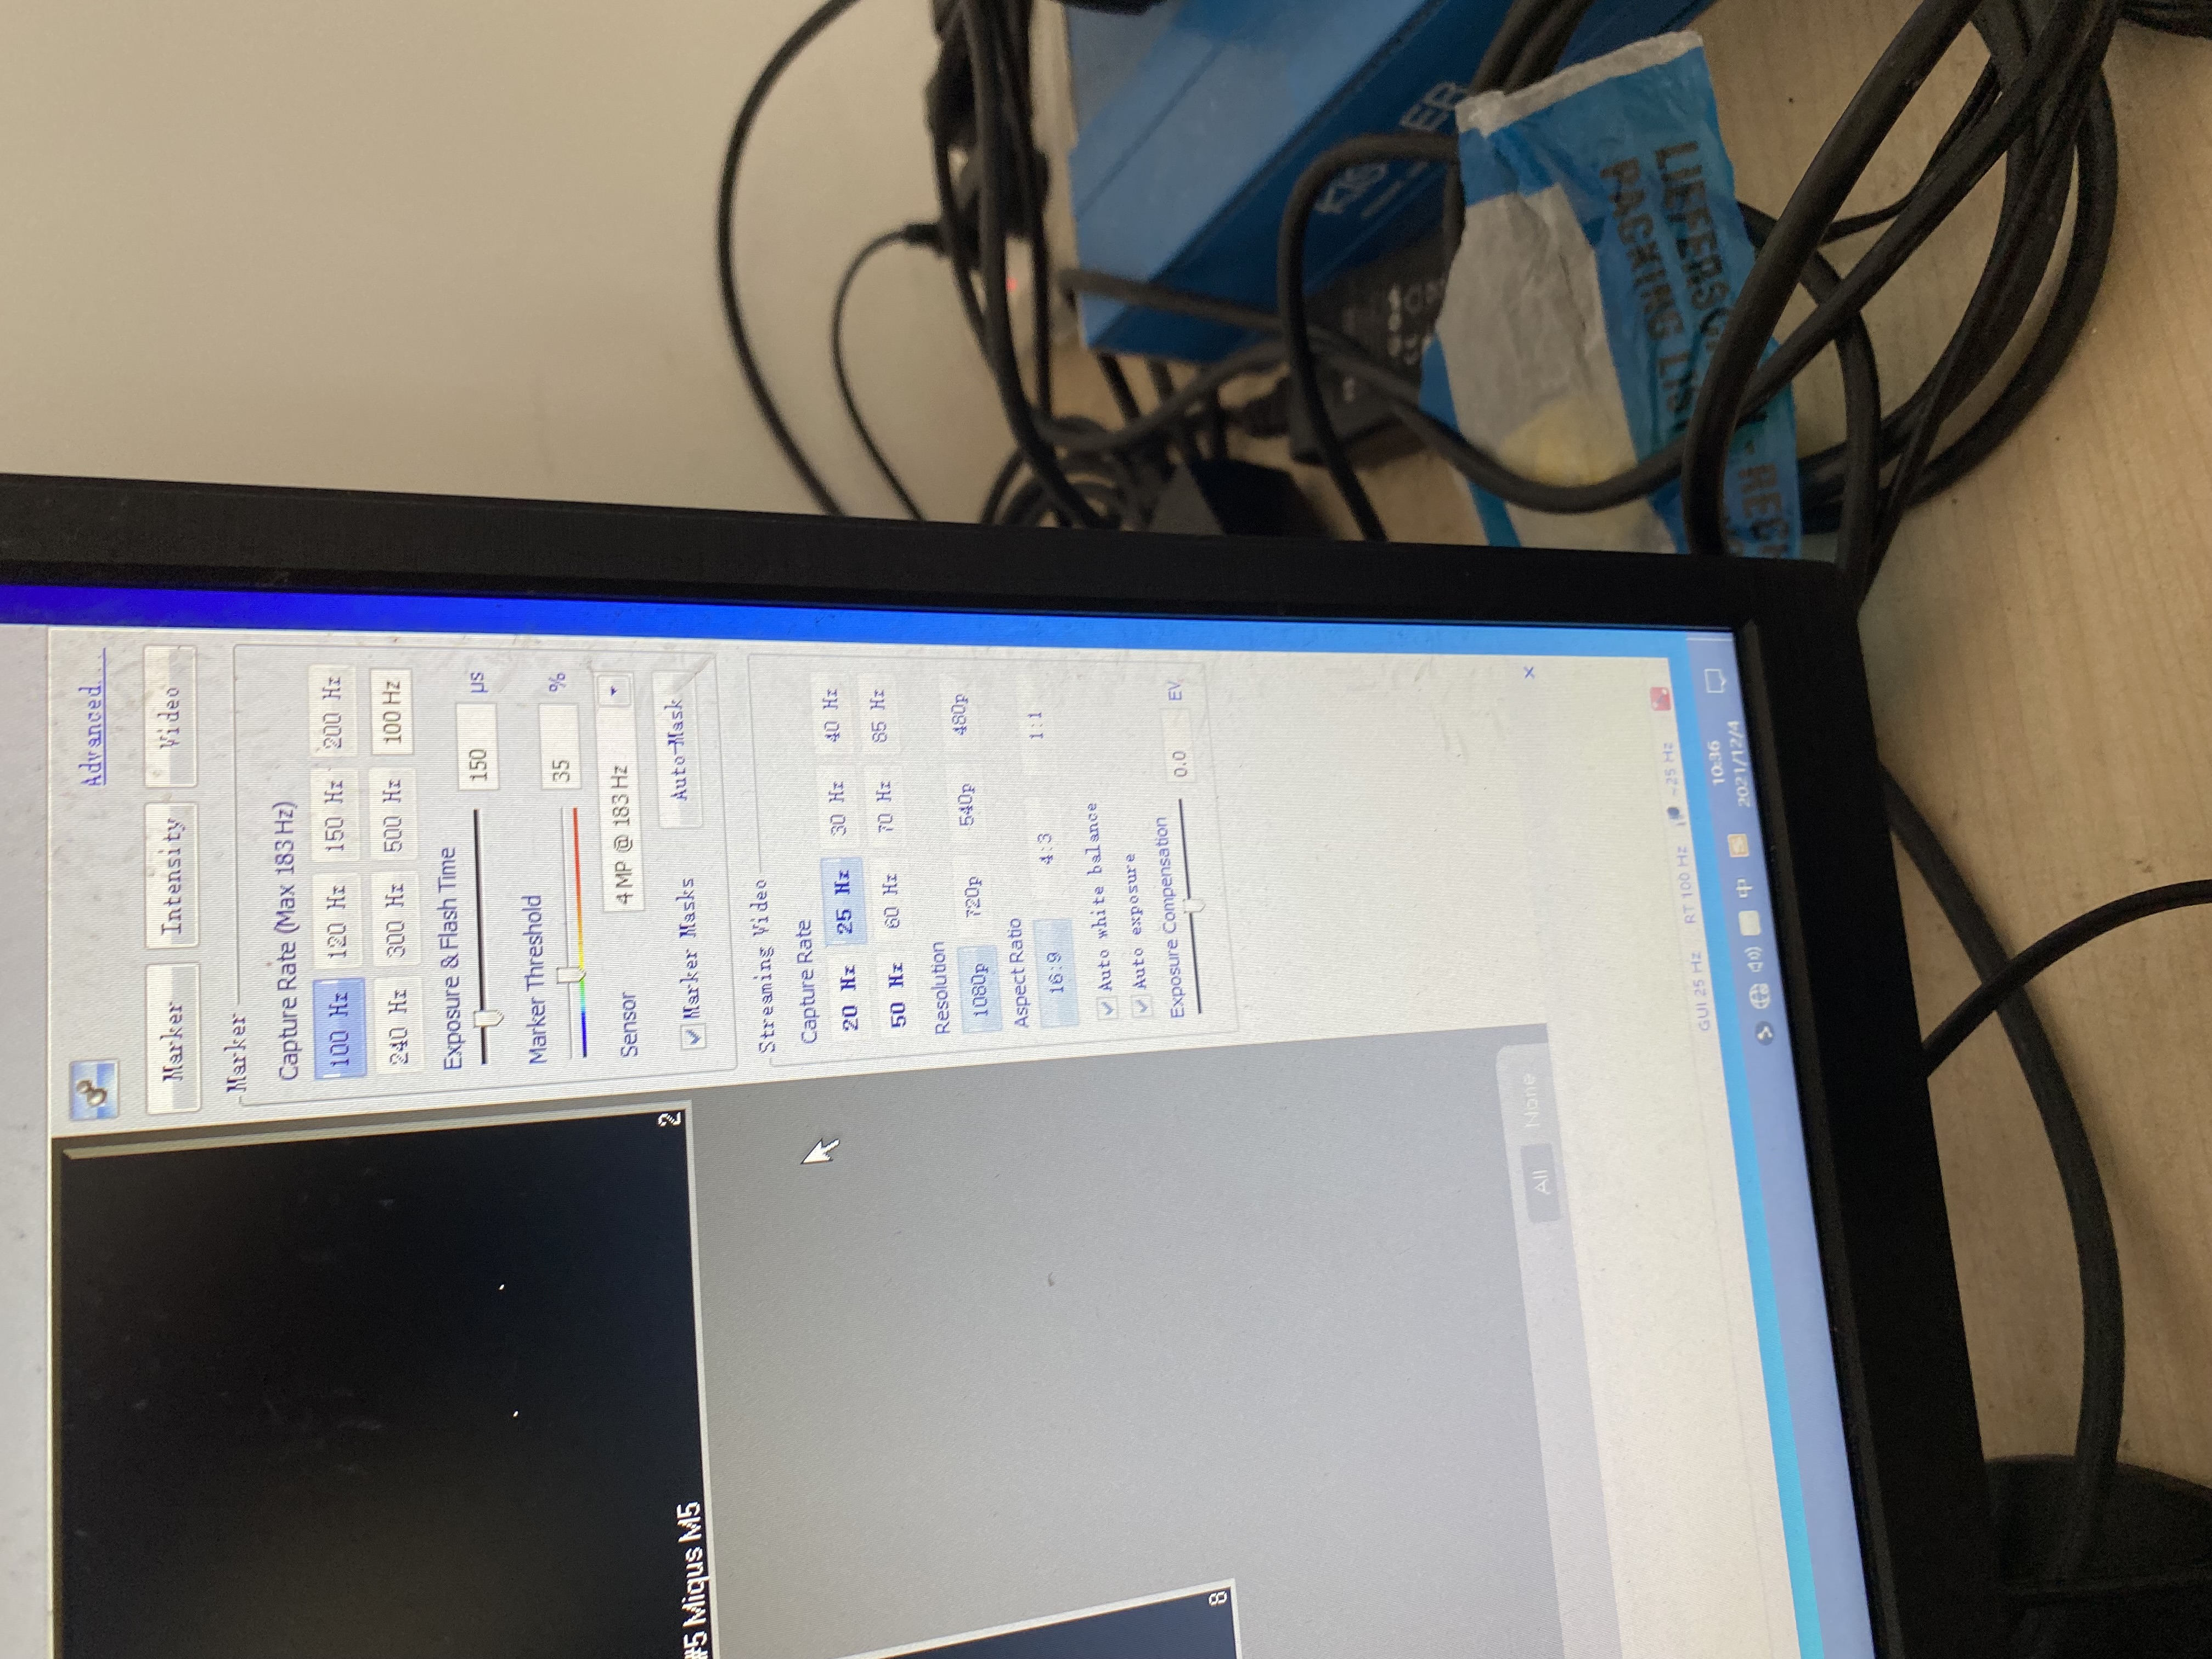 Advanced...
Marker Intensity Video
Marker
Capture Rate (Max 183 Hz)
100 Hz 120 Hz 150 Hz 200 Hz
240 Hz 300 Hz 500 Hz 100 Hz
Exposure & Flash Time
150 µs
Marker Threshold
35 %
Sensor 4 MP @ 183 Hz
Marker Masks Auto-Mask
#5 Miqus M5 2
Streaming Video
Capture Rate
20 Hz 25 Hz 30 Hz 40 Hz
50 Hz 60 Hz 70 Hz 85 Hz
Resolution
1080p 720p 540p 480p
Aspect Ratio
16:9 4:3 1:1
Auto white balance
Auto exposure
Exposure Compensation
0.0 EV
8
All None
GUI 25 Hz RT 100 Hz ~25 Hz
中 10:36
2021/12/4
PACKING LIST